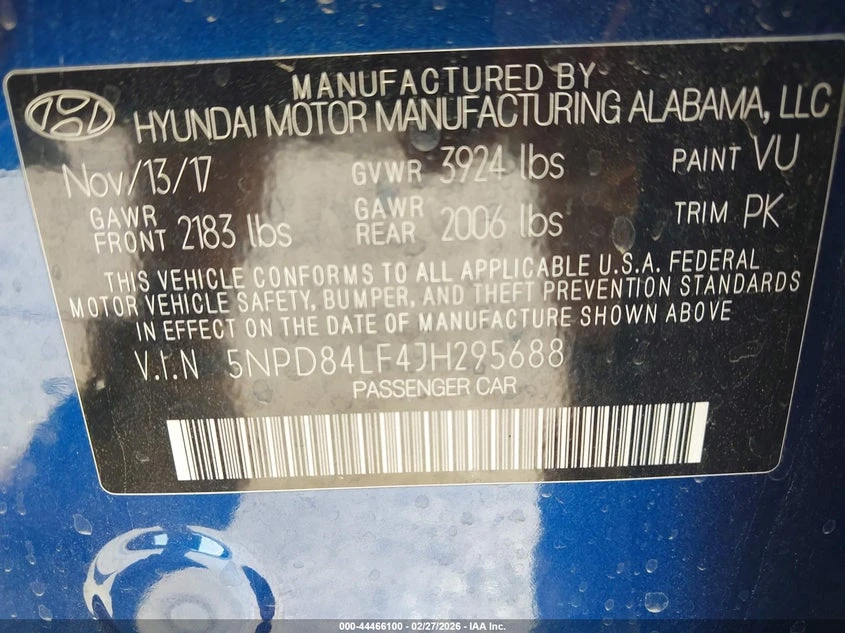 MANUFACTURED BY
HYUNDAI MOTOR MANUFACTURING ALABAMA, LLC
Nov/13/17 GVWR 3924 lbs PAINT VU
GAWR FRONT 2183 lbs GAWR REAR 2006 lbs TRIM PK
THIS VEHICLE CONFORMS TO ALL APPLICABLE U.S.A. FEDERAL
MOTOR VEHICLE SAFETY, BUMPER, AND THEFT PREVENTION STANDARDS
IN EFFECT ON THE DATE OF MANUFACTURE SHOWN ABOVE
V.I.N 5NPD84LF4JH295688
PASSENGER CAR
000-44466100 - 02/27/2026 - IAA Inc.